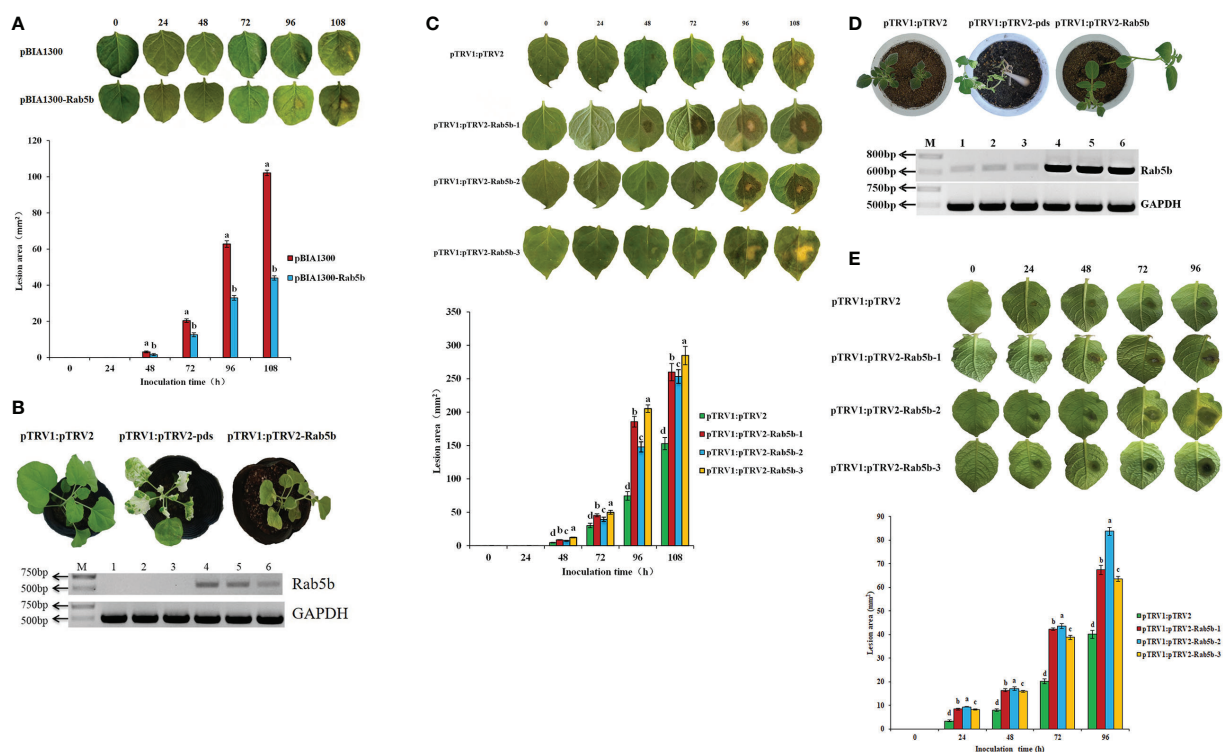 A
0 24 48 72 96 108
pBIA1300
pBIA1300-Rab5b
120
100
80
60
40
20
0
Lesion area (mm²)
a b
a b
a b
a b
pBIA1300
pBIA1300-Rab5b
0 24 48 72 96 108
Inoculation time (h)
B
pTRV1:pTRV2 pTRV1:pTRV2-pds pTRV1:pTRV2-Rab5b
M 1 2 3 4 5 6
750bp
500bp
Rab5b
750bp
500bp
GAPDH
C
0 24 48 72 96 108
pTRV1:pTRV2
pTRV1:pTRV2-Rab5b-1
pTRV1:pTRV2-Rab5b-2
pTRV1:pTRV2-Rab5b-3
350
300
250
200
150
100
50
0
Lesion area (mm²)
d b c a
d b c a
d b c a
d b c a
pTRV1:pTRV2
pTRV1:pTRV2-Rab5b-1
pTRV1:pTRV2-Rab5b-2
pTRV1:pTRV2-Rab5b-3
0 24 48 72 96 108
Inoculation time (h)
D
pTRV1:pTRV2 pTRV1:pTRV2-pds pTRV1:pTRV2-Rab5b
M 1 2 3 4 5 6
800bp
600bp
Rab5b
750bp
500bp
GAPDH
E
0 24 48 72 96
pTRV1:pTRV2
pTRV1:pTRV2-Rab5b-1
pTRV1:pTRV2-Rab5b-2
pTRV1:pTRV2-Rab5b-3
90
80
70
60
50
40
30
20
10
0
Lesion area (mm²)
d b a c
d b a c
d b a c
d b a c
pTRV1:pTRV2
pTRV1:pTRV2-Rab5b-1
pTRV1:pTRV2-Rab5b-2
pTRV1:pTRV2-Rab5b-3
0 24 48 72 96
Inoculation time (h)